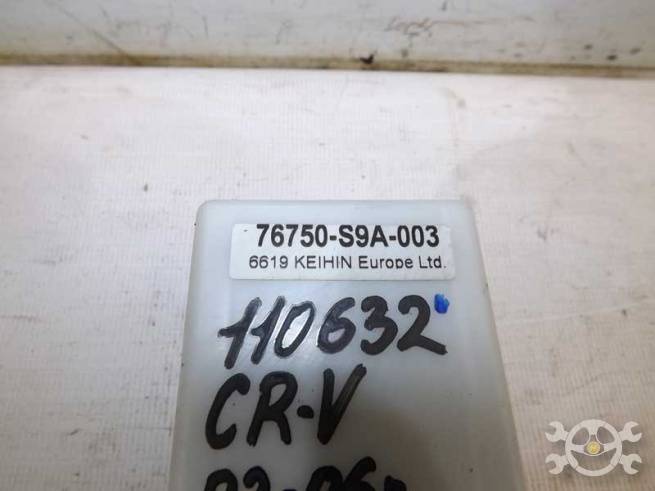 76750-S9A-003
6619 KEIHIN Europe Ltd.
110632
CR-V